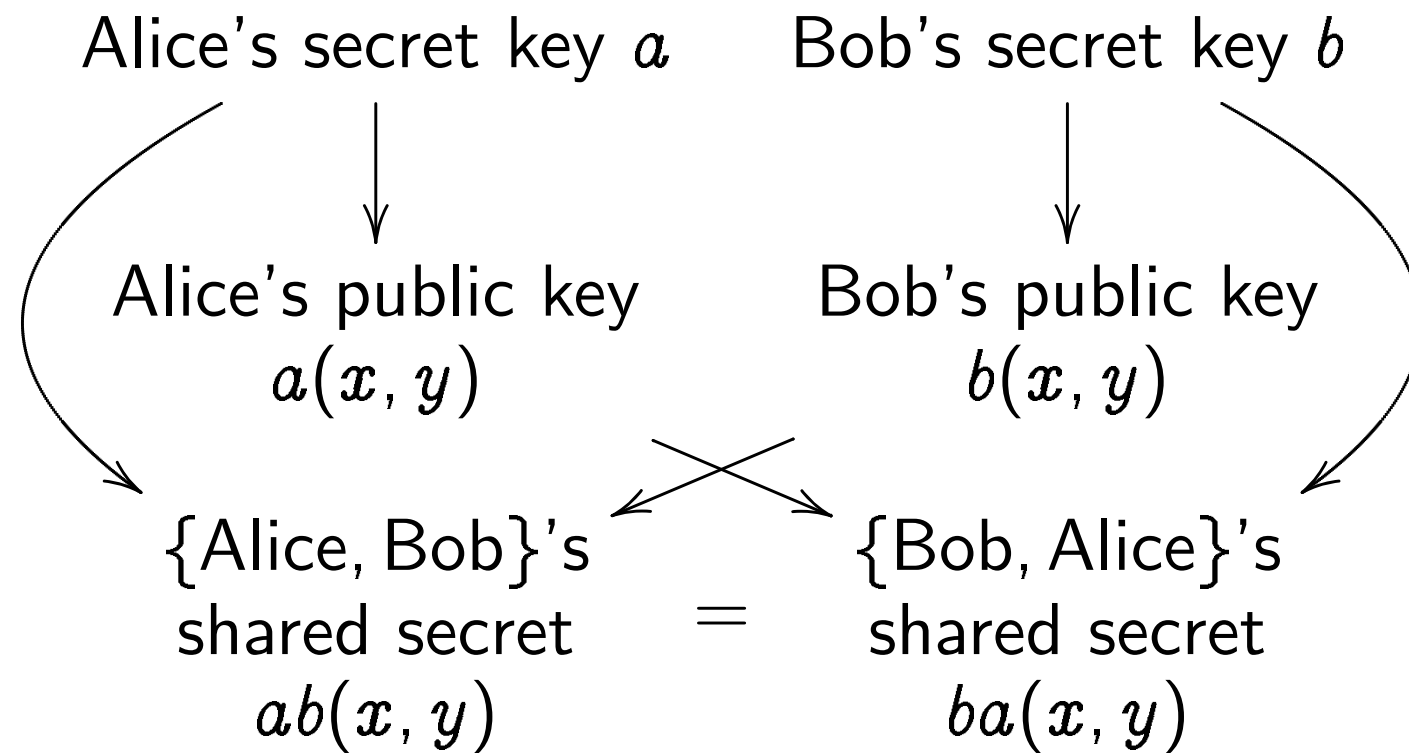 Alice's secret key a
Bob's secret key b
Alice's public key
a(x, y)
Bob's public key
b(x, y)
{Alice, Bob}'s
shared secret
ab(x, y)
=
{Bob, Alice}'s
shared secret
ba(x, y)